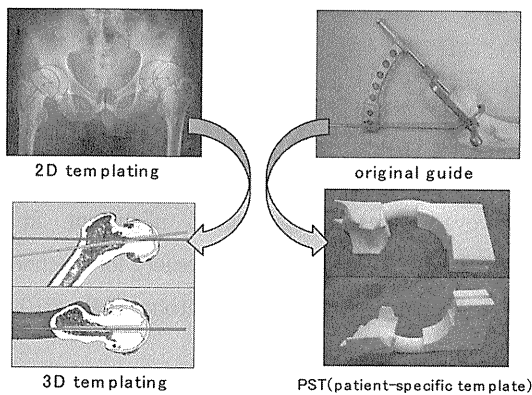 2D templating
original guide
3D templating
PST(patient-specific template)